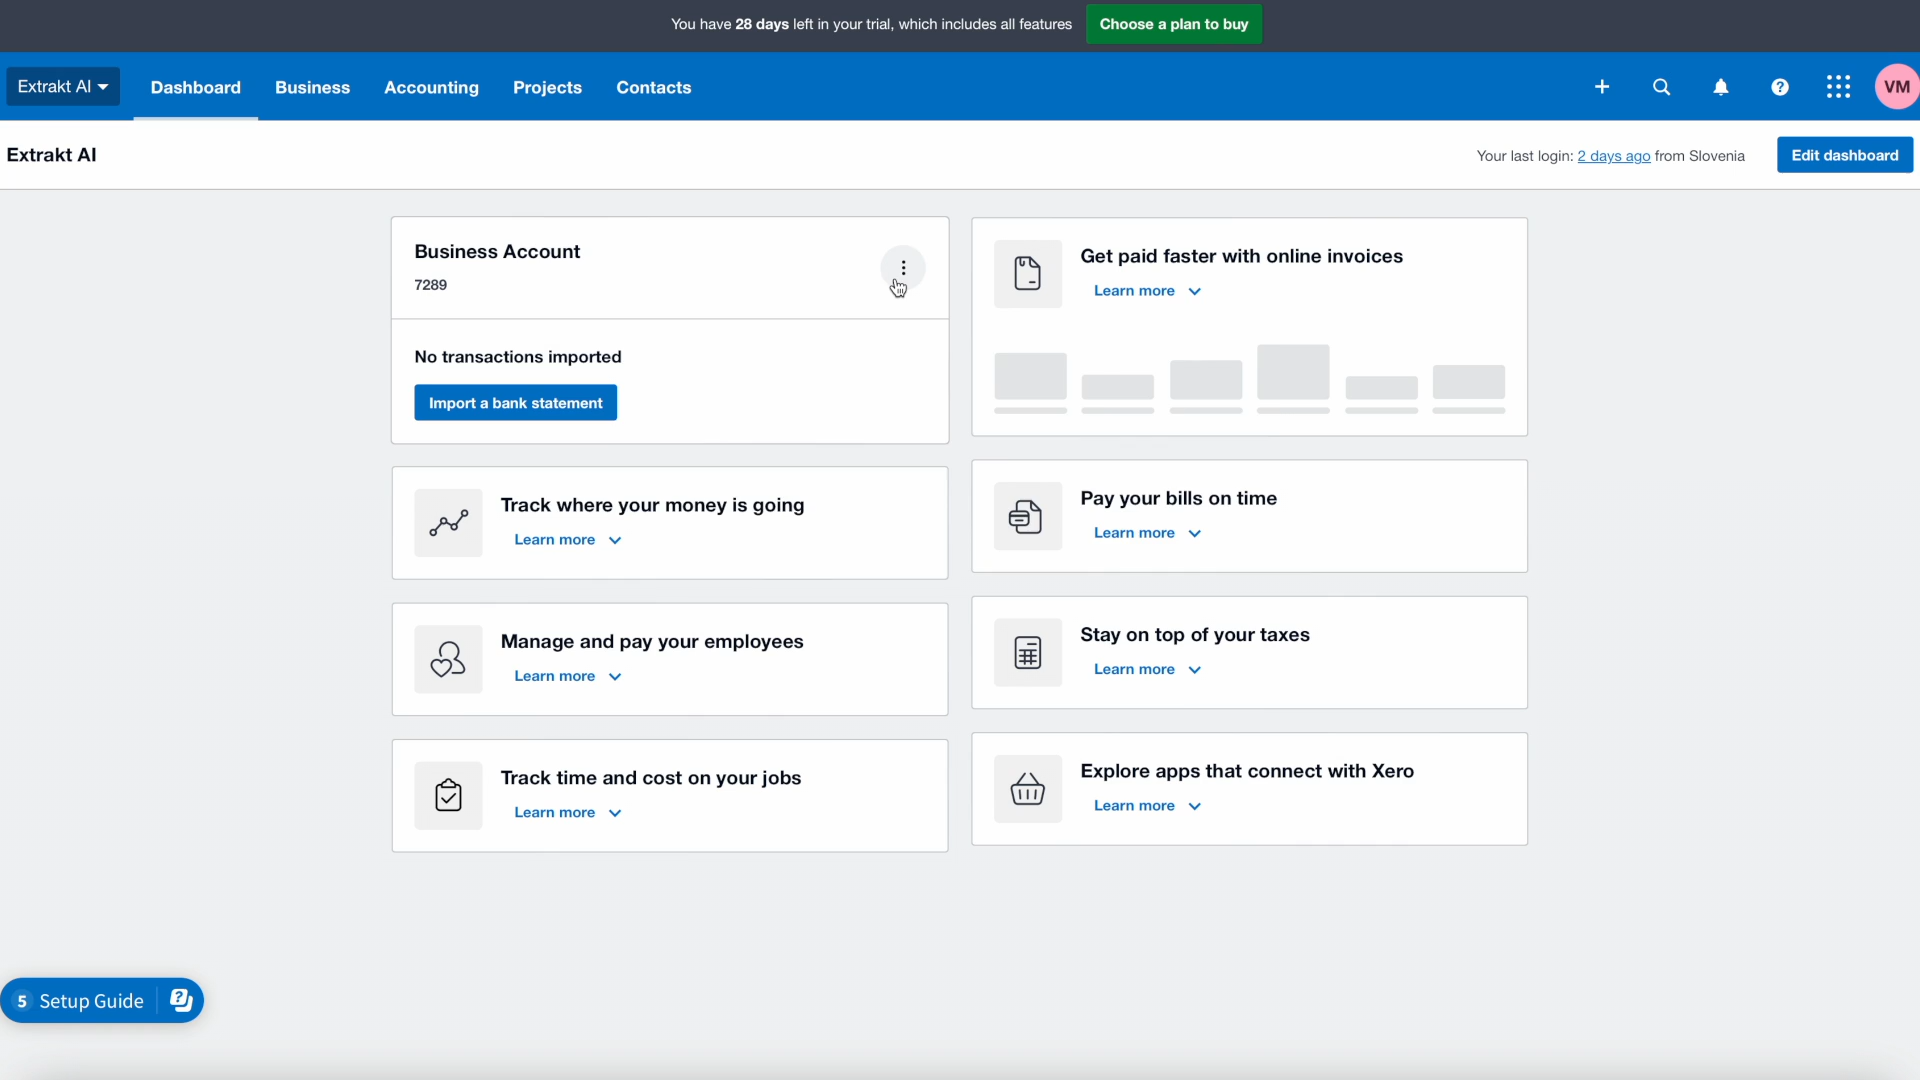 You have 28 days left in your trial, which includes all features
Choose a plan to buy
Extrakt AI
Dashboard
Business
Accounting
Projects
Contacts
VM
Extrakt AI
Your last login: 2 days ago from Slovenia
Edit dashboard
Business Account
7289
No transactions imported
Import a bank statement
Get paid faster with online invoices
Learn more
Track where your money is going
Learn more
Pay your bills on time
Learn more
Manage and pay your employees
Learn more
Stay on top of your taxes
Learn more
Track time and cost on your jobs
Learn more
Explore apps that connect with Xero
Learn more
5 Setup Guide